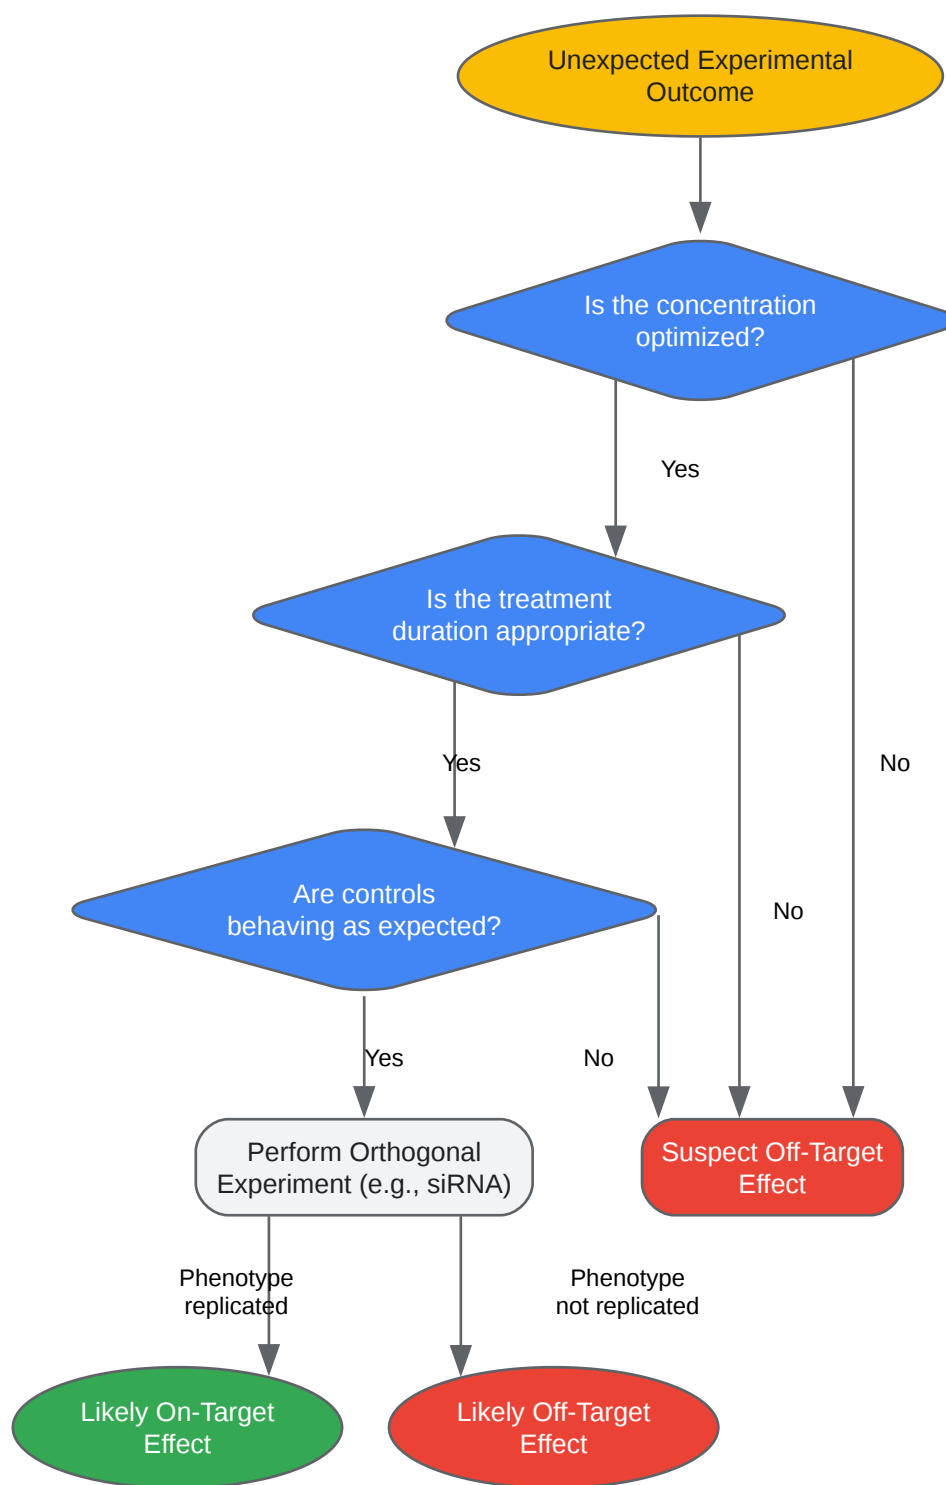 Unexpected Experimental
Outcome
Is the concentration
optimized?
Yes
Is the treatment
duration appropriate?
Yes
No
Are controls
behaving as expected?
No
Yes
No
Perform Orthogonal
Experiment (e.g., siRNA)
Suspect Off-Target
Effect
Phenotype
replicated
Phenotype
not replicated
Likely On-Target
Effect
Likely Off-Target
Effect